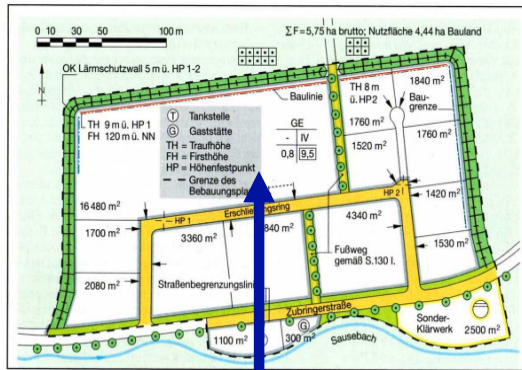 0 10 30 50 100 m
ΣF=5,75 ha brutto; Nutzfläche 4,44 ha Bauland
OK Lärmschutzwall 5 m ü. HP 1-2
N
TH 9 m ü. HP 1
FH 120 m ü. NN
T Tankstelle
G Gaststätte
TH = Traufhöhe
FH = Firsthöhe
HP = Höhenfestpunkt
Grenze des
Baulinie
GE
- IV
0,8 9,5
TH 8 m
ü. HP2
1840 m²
Bau-
grenze
1760 m²
1760 m²
1520 m²
16 480 m²
1700 m²
HP 1
HP 2
1420 m²
3360 m²
840 m²
4340 m²
1530 m²
2080 m²
Fußweg
gemäß S.130 l.
Zubringerstraße
1100 m²
G
300 m²
Sausebach
Sonder-
Klärwerk
2500 m²